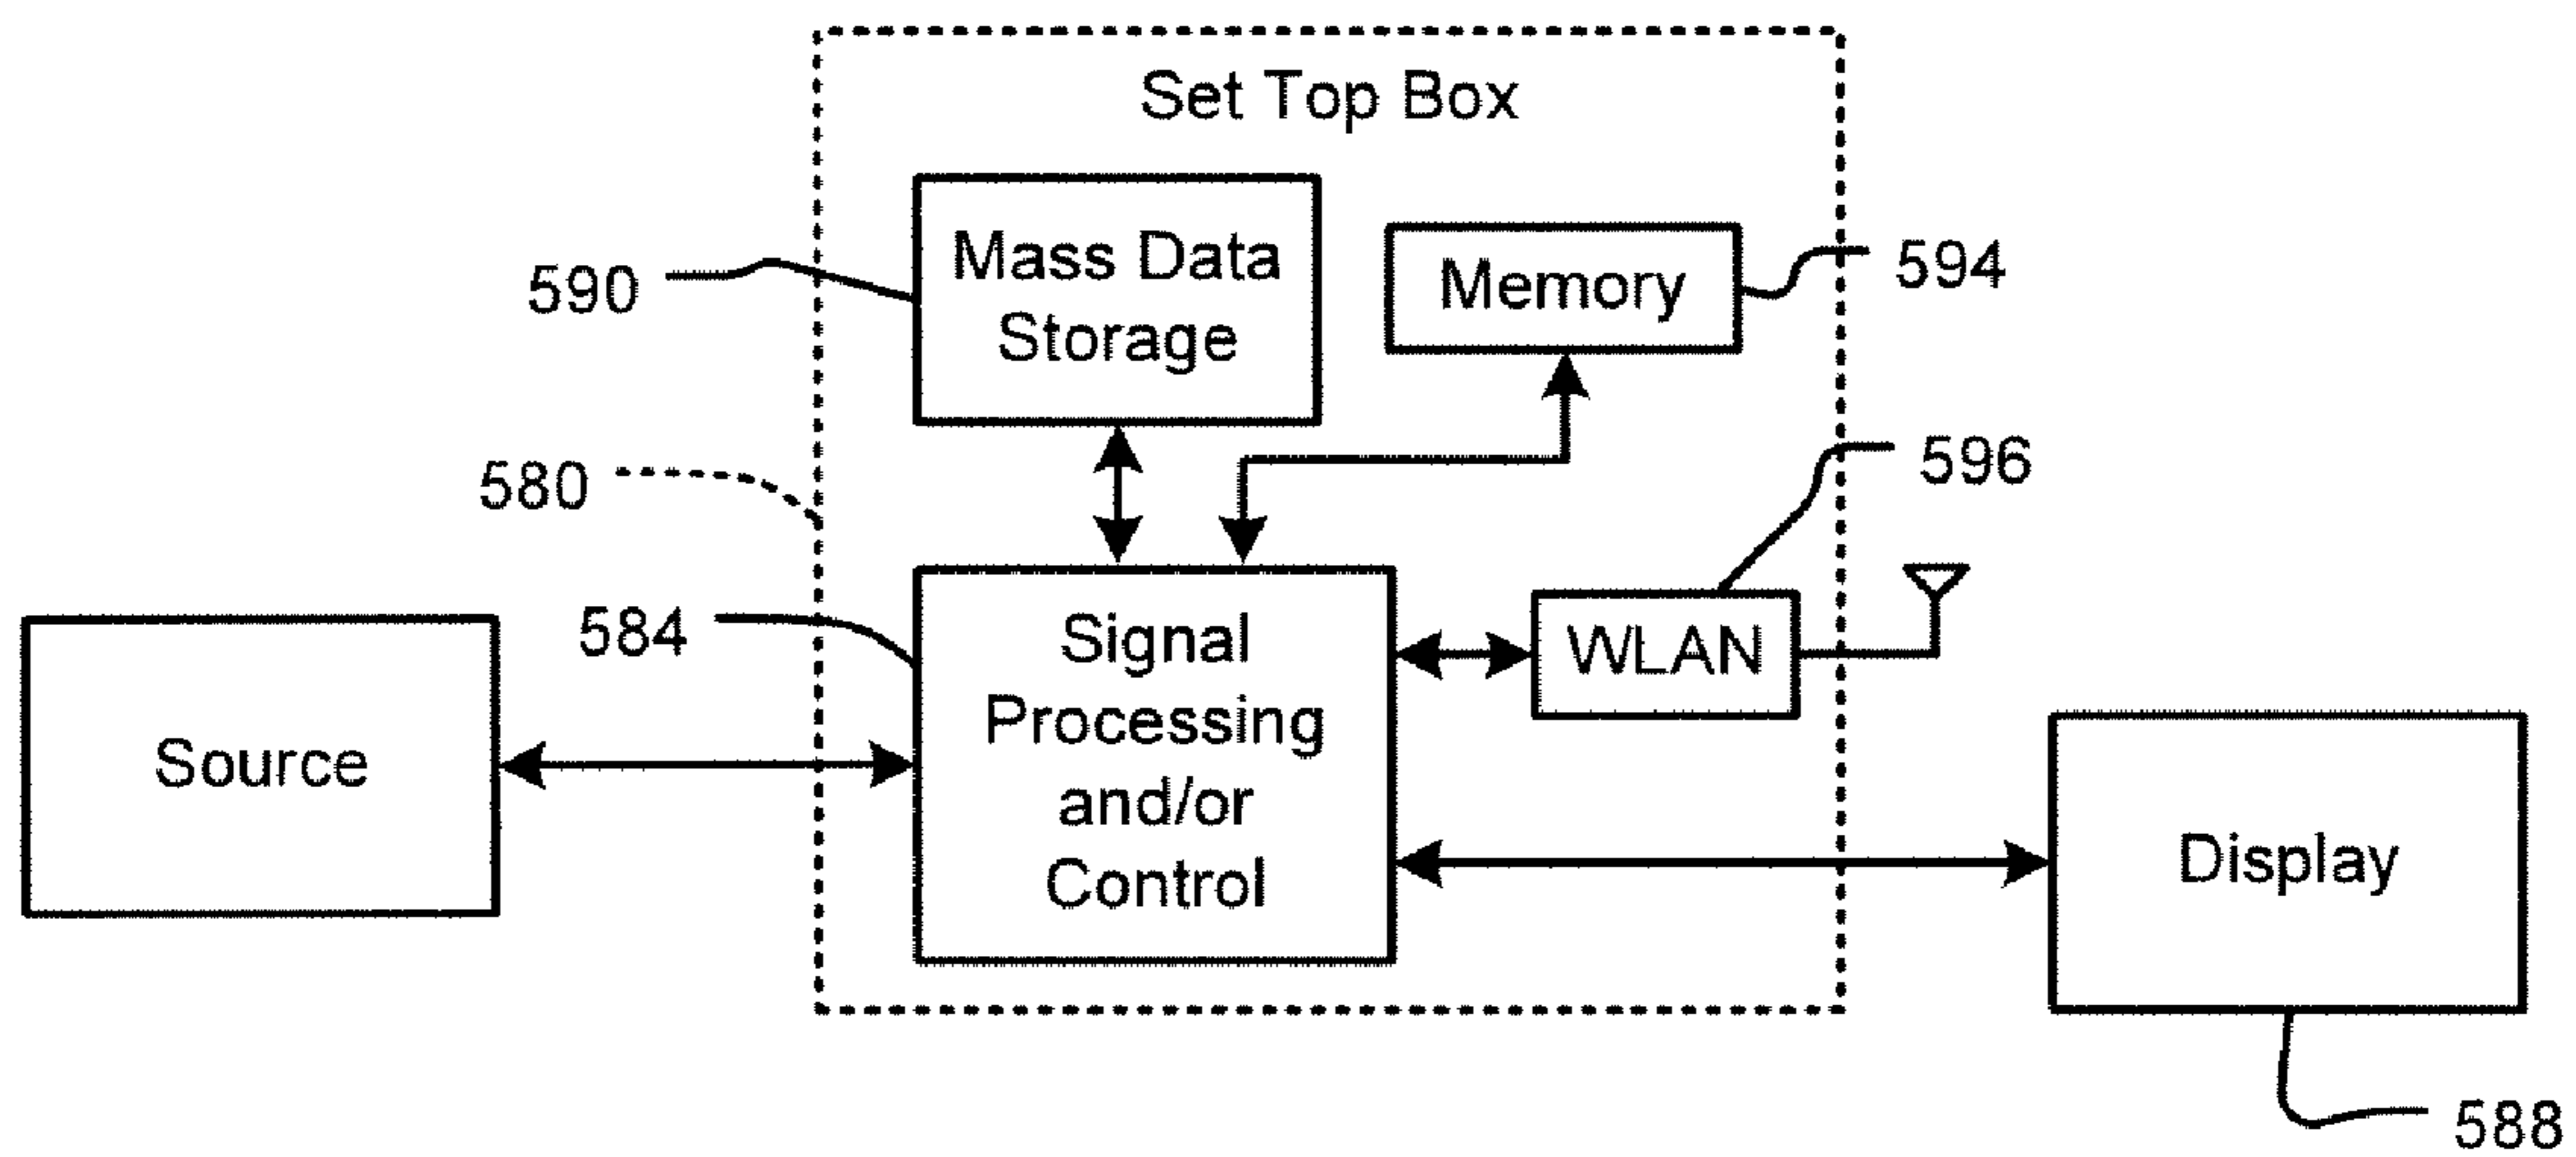 Set Top Box
Mass Data
Storage
590
Memory
594
580
596
584
Signal
Processing
and/or
Control
WLAN
Source
Display
588